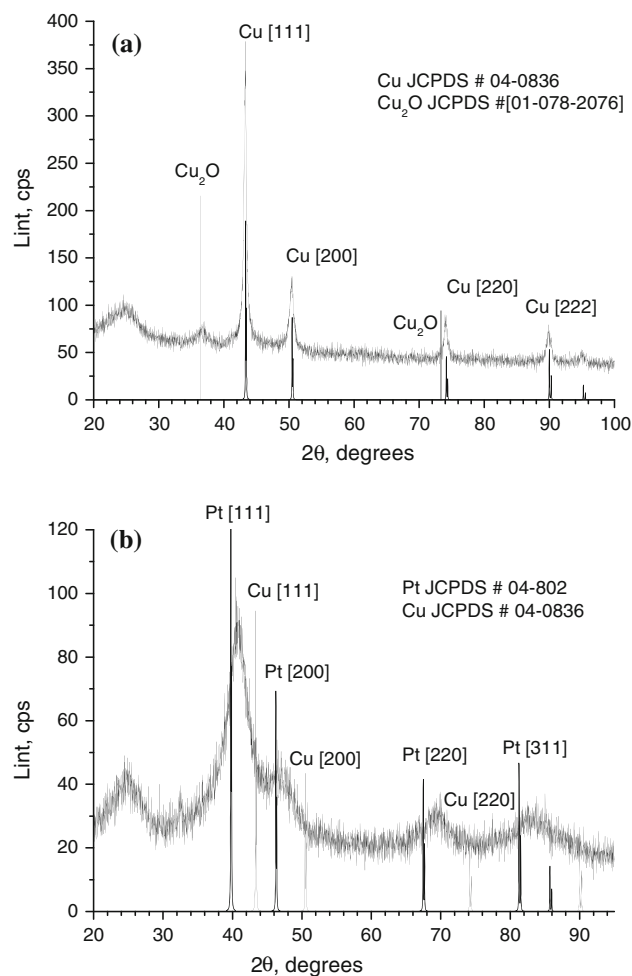 (a)
Cu [111]
Cu JCPDS # 04-0836
Cu₂O JCPDS #[01-078-2076]
Cu₂O
Cu [200]
Cu₂O
Cu [220]
Cu [222]
Lint, cps
400
350
300
250
200
150
100
50
0
20 30 40 50 60 70 80 90 100
2θ, degrees
(b)
Pt [111]
Cu [111]
Pt JCPDS # 04-802
Cu JCPDS # 04-0836
Pt [200]
Cu [200]
Pt [220]
Cu [220]
Pt [311]
Lint, cps
120
100
80
60
40
20
0
20 30 40 50 60 70 80 90
2θ, degrees